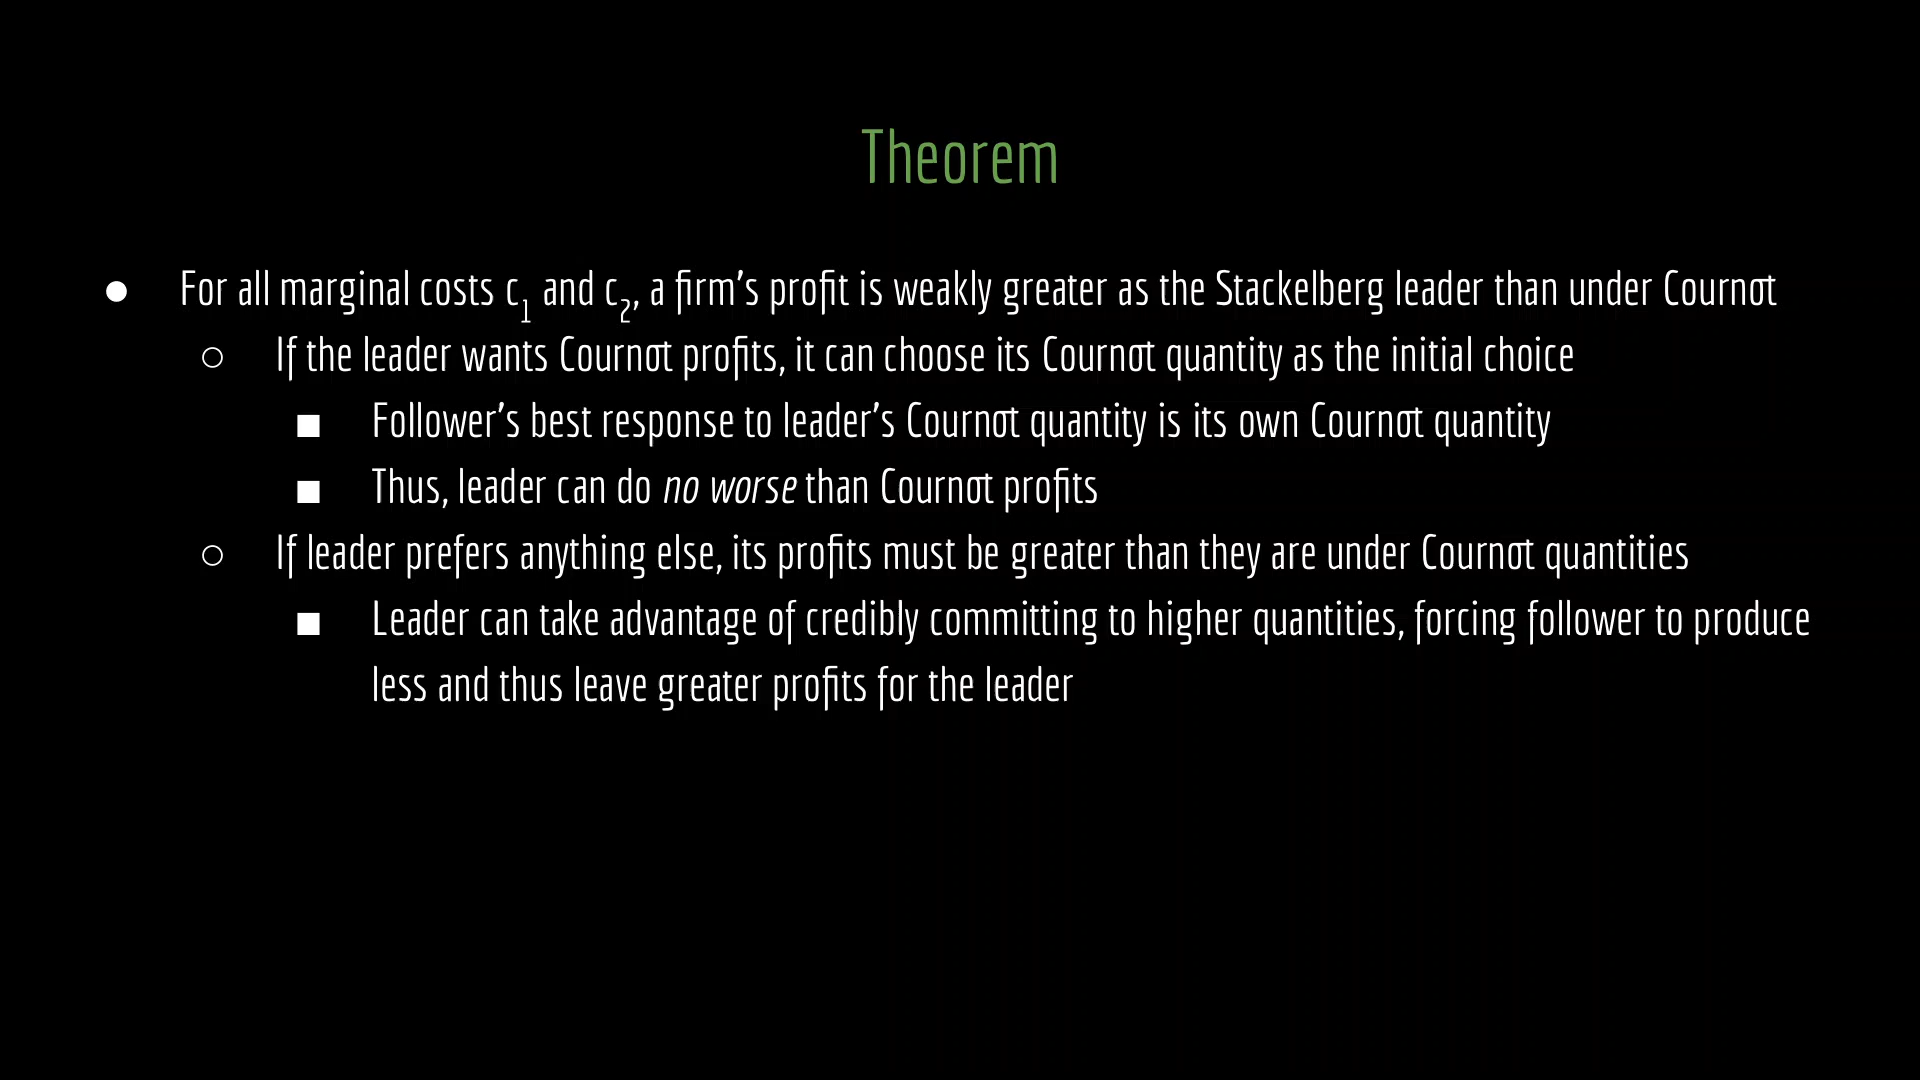 Theorem
● For all marginal costs c₁ and c₂, a firm’s profit is weakly greater as the Stackelberg leader than under Cournot
○ If the leader wants Cournot profits, it can choose its Cournot quantity as the initial choice
■ Follower’s best response to leader’s Cournot quantity is its own Cournot quantity
■ Thus, leader can do no worse than Cournot profits
○ If leader prefers anything else, its profits must be greater than they are under Cournot quantities
■ Leader can take advantage of credibly committing to higher quantities, forcing follower to produce
less and thus leave greater profits for the leader